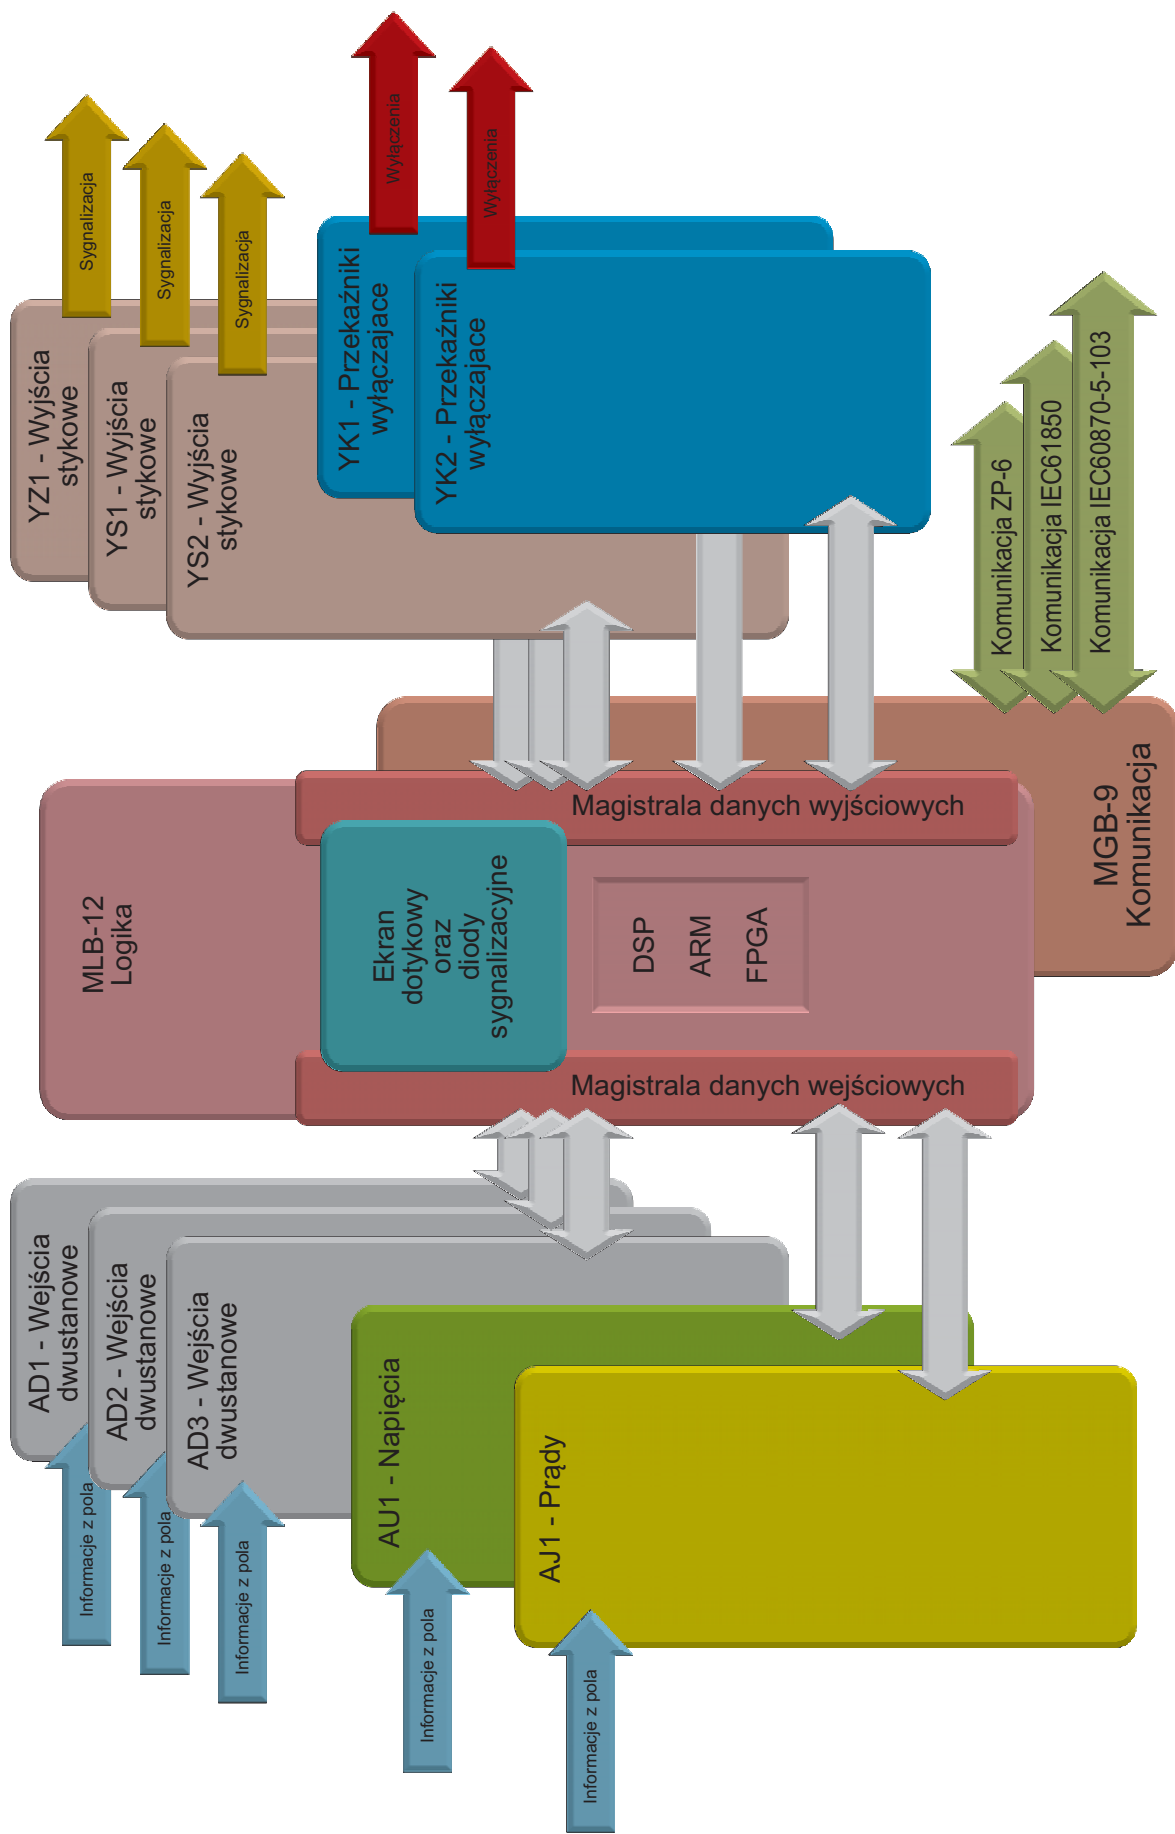 AD1 - Wejścia
dwustanowe
AD2 - Wejścia
dwustanowe
AD3 - Wejścia
dwustanowe
AU1 - Napięcia
AJ1 - Prądy
Informacje z pola
Informacje z pola
Informacje z pola
Informacje z pola
Informacje z pola
MLB-12
Logika
Magistrala danych wejściowych
Ekran
dotykowy
oraz
diody
sygnalizacyjne
DSP
ARM
FPGA
Magistrala danych wyjściowych
MGB-9
Komunikacja
YZ1 - Wyjścia
stykowe
YS1 - Wyjścia
stykowe
YS2 - Wyjścia
stykowe
YK1 - Przekaźniki
wyłączajace
YK2 - Przekaźniki
wyłączajace
Sygnalizacja
Sygnalizacja
Sygnalizacja
Wyłączenia
Wyłączenia
Komunikacja ZP-6
Komunikacja IEC61850
Komunikacja IEC60870-5-103